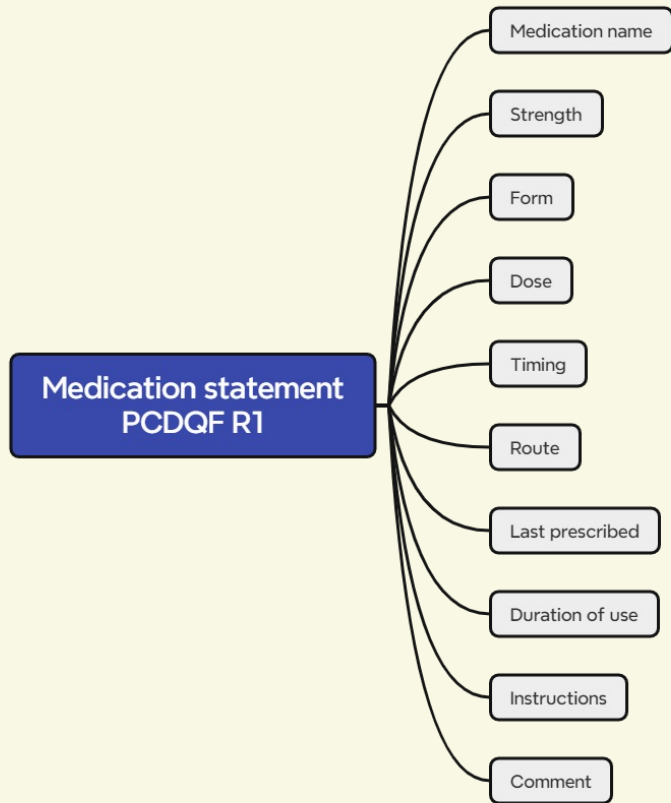 Medication statement
PCDQF R1
Medication name
Strength
Form
Dose
Timing
Route
Last prescribed
Duration of use
Instructions
Comment